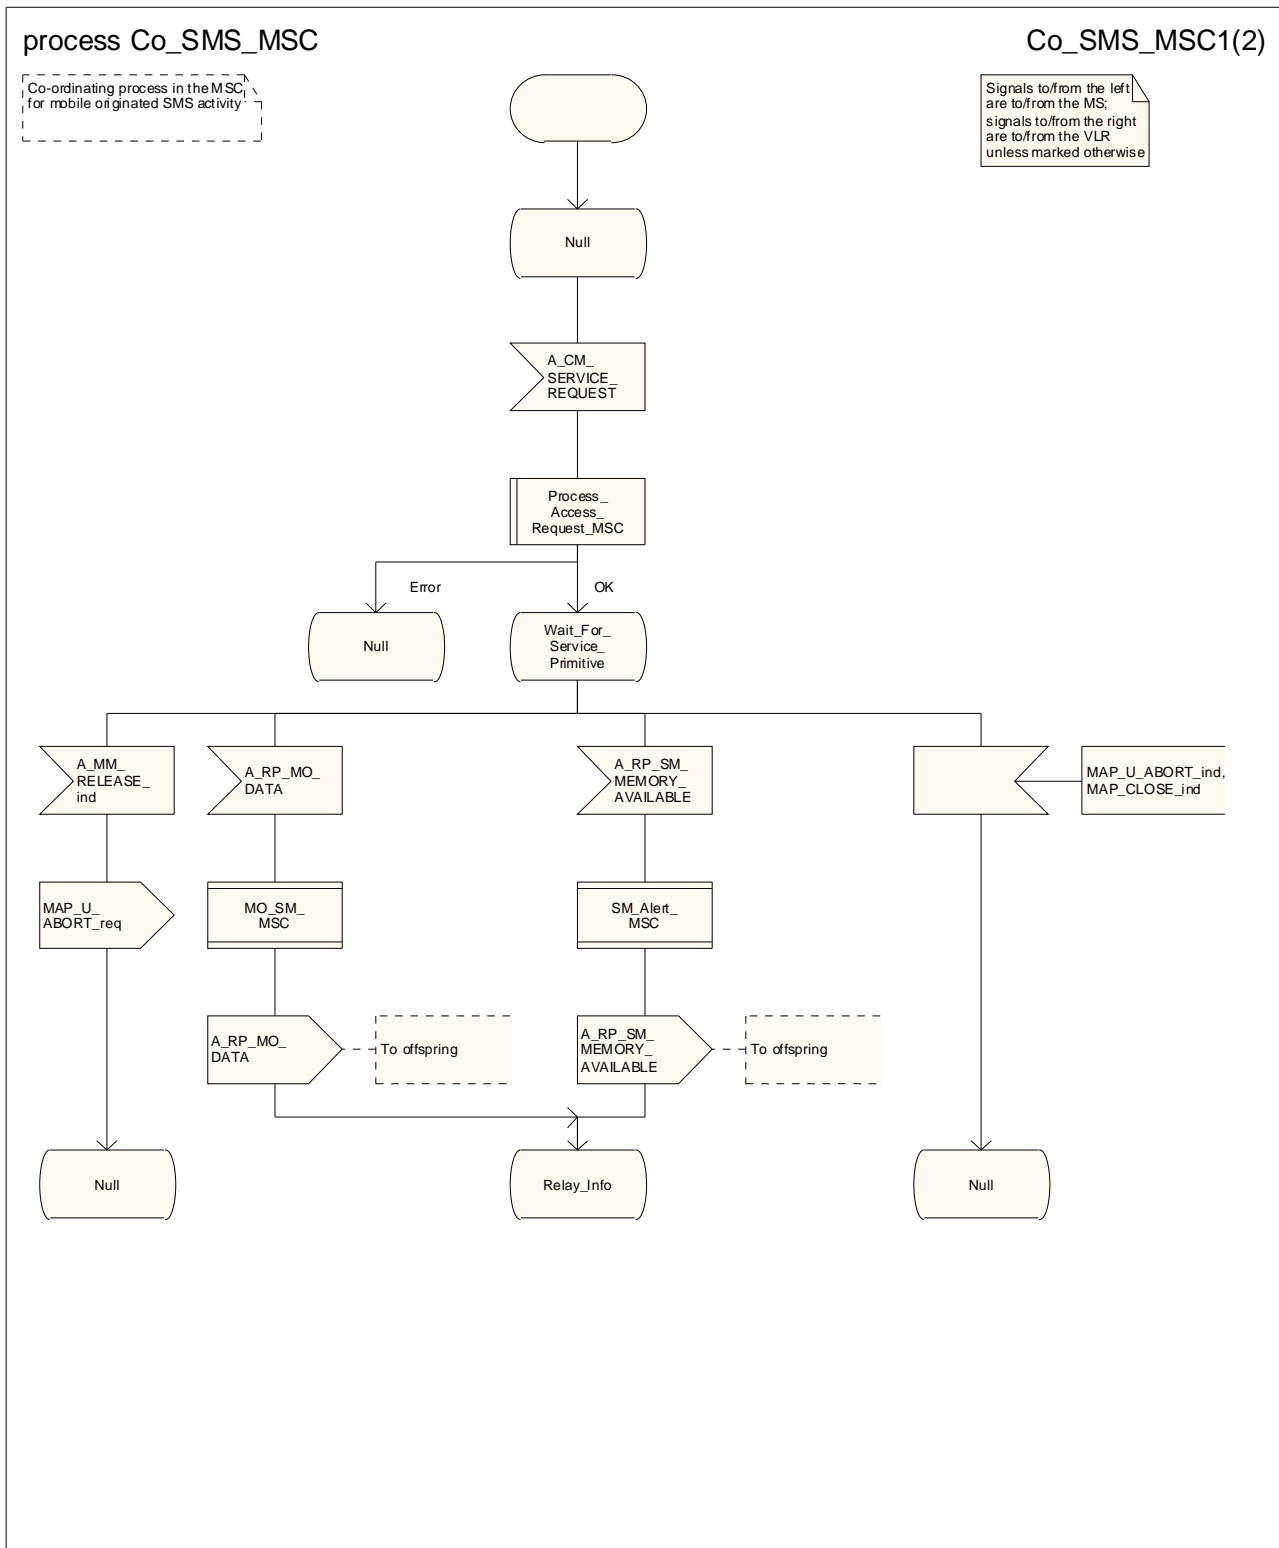 process Co_SMS_MSC
Co_SMS_MSC1(2)
Co-ordinating process in the MSC
for mobile originated SMS activity
Signals to/from the left
are to/from the MS;
signals to/from the right
are to/from the VLR
unless marked otherwise
Null
A_CM_
SERVICE_
REQUEST
Process_
Access_
Request_MSC
Error
OK
Null
Wait_For_
Service_
Primitive
A_MM_
RELEASE_
ind
A_RP_MO_
DATA
A_RP_SM_
MEMORY_
AVAILABLE
MAP_U_ABORT_ind,
MAP_CLOSE_ind
MAP_U_
ABORT_req
MO_SM_
MSC
SM_Alert_
MSC
A_RP_MO_
DATA
To offspring
A_RP_SM_
MEMORY_
AVAILABLE
To offspring
Null
Relay_Info
Null